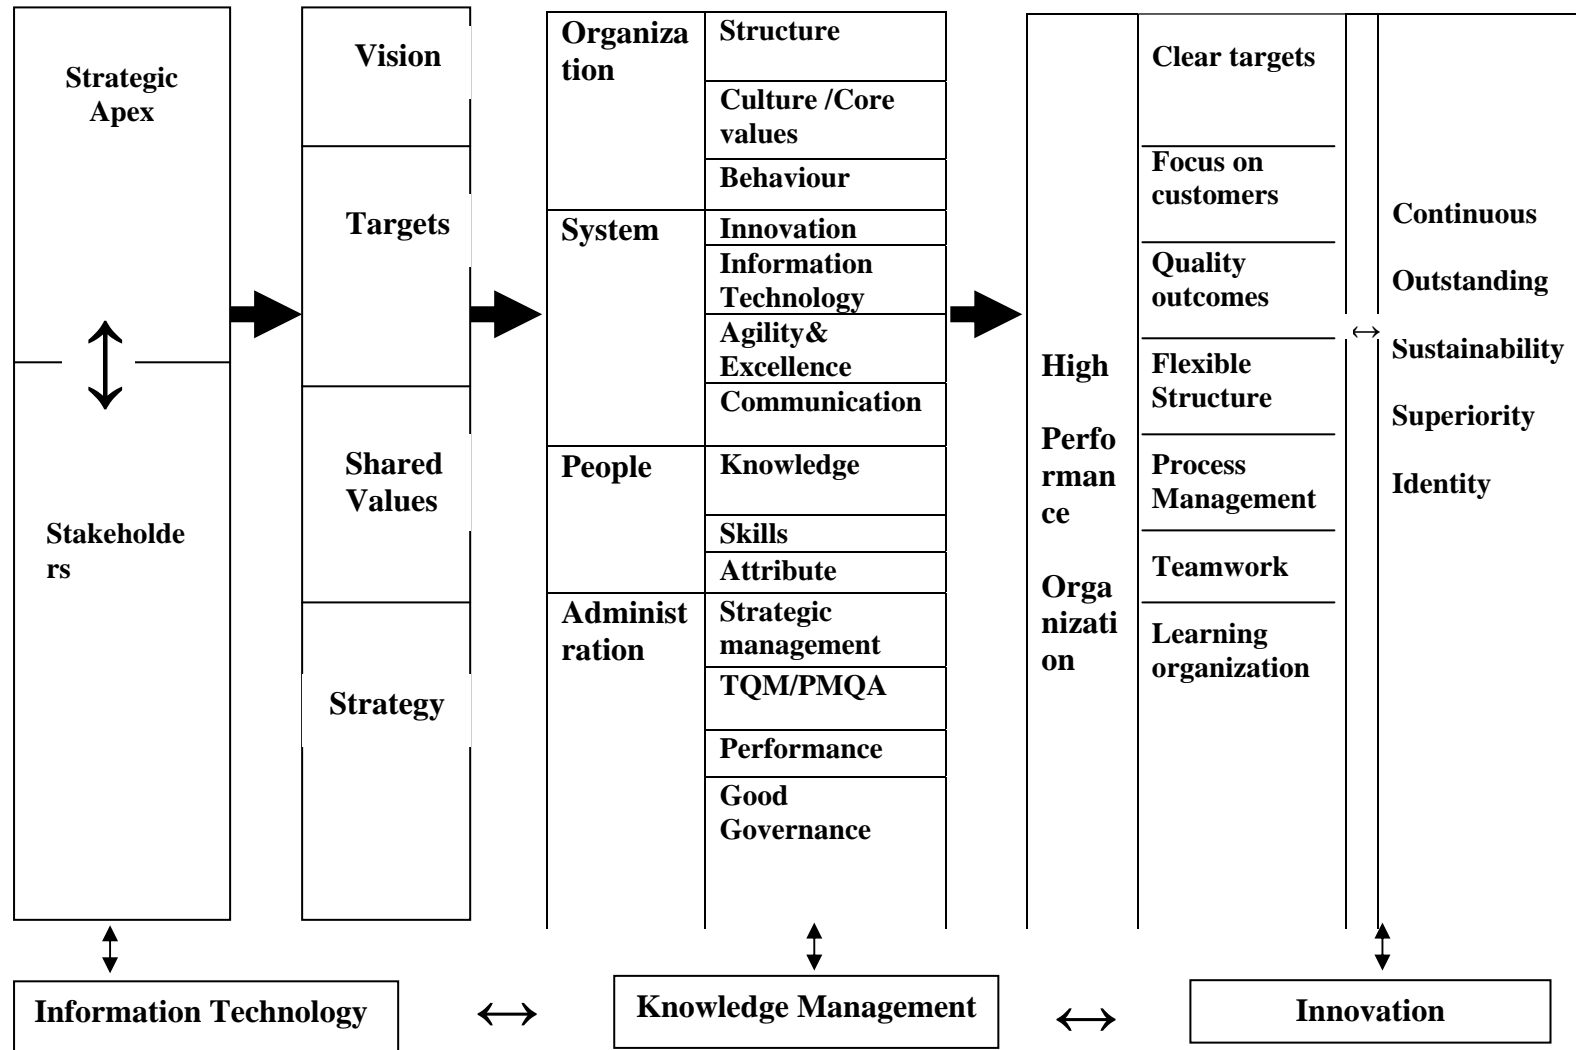 Strategic
Apex
Stakeholde
rs
Vision
Targets
Shared
Values
Strategy
Organiza
tion
Structure
Culture /Core
values
Behaviour
System
Innovation
Information
Technology
Agility&
Excellence
Communication
People
Knowledge
Skills
Attribute
Administ
ration
Strategic
management
TQM/PMQA
Performance
Good
Governance
High
Perfo
rman
ce
Orga
nizati
on
Clear targets
Focus on
customers
Quality
outcomes
Flexible
Structure
Process
Management
Teamwork
Learning
organization
Continuous
Outstanding
Sustainability
Superiority
Identity
Information Technology
Knowledge Management
Innovation